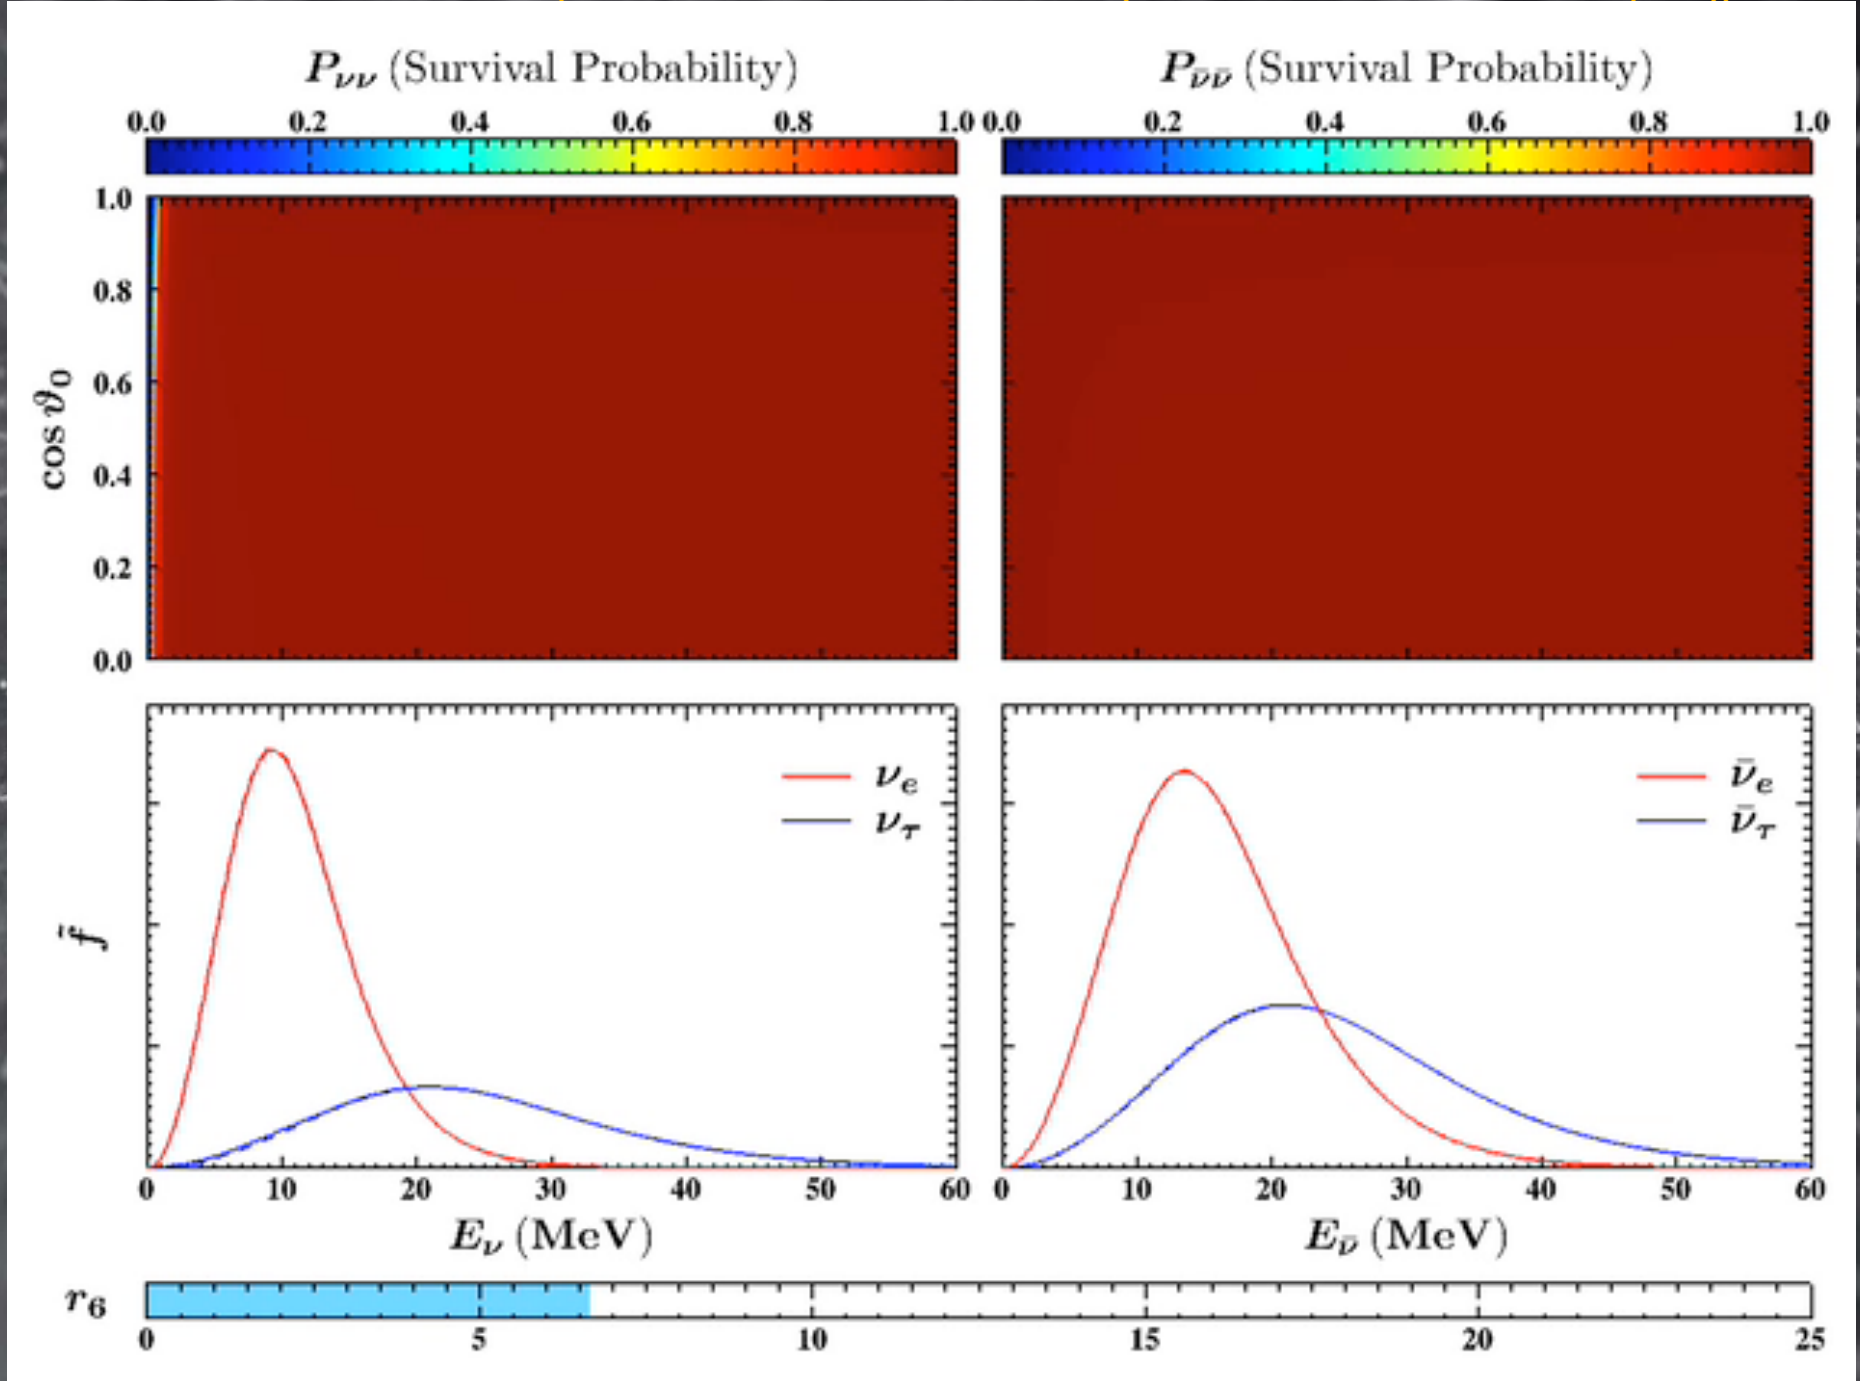 P_νν (Survival Probability) P_ν̄ν̄ (Survival Probability)
0.0 0.2 0.4 0.6 0.8 1.0 0.0 0.2 0.4 0.6 0.8 1.0
1.0
0.8
0.6
cos ϑ₀
0.4
0.2
0.0
ν_e ν̄_e
ν_τ ν̄_τ
f̃
0 10 20 30 40 50 60 0 10 20 30 40 50 60
E_ν (MeV) E_ν̄ (MeV)
r₆
0 5 10 15 20 25